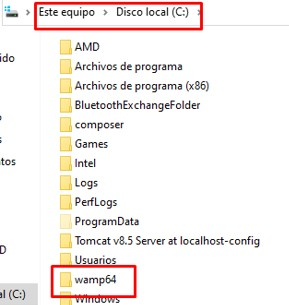 Este equipo > Disco local (C:) >
AMD
ido
Archivos de programa
Archivos de programa (x86)
BluetoothExchangeFolder
composer
Games
Intel
ntos
Logs
PerfLogs
ProgramData
Tomcat v8.5 Server at localhost-config
D
Usuarios
wamp64
al (C:)
Windows